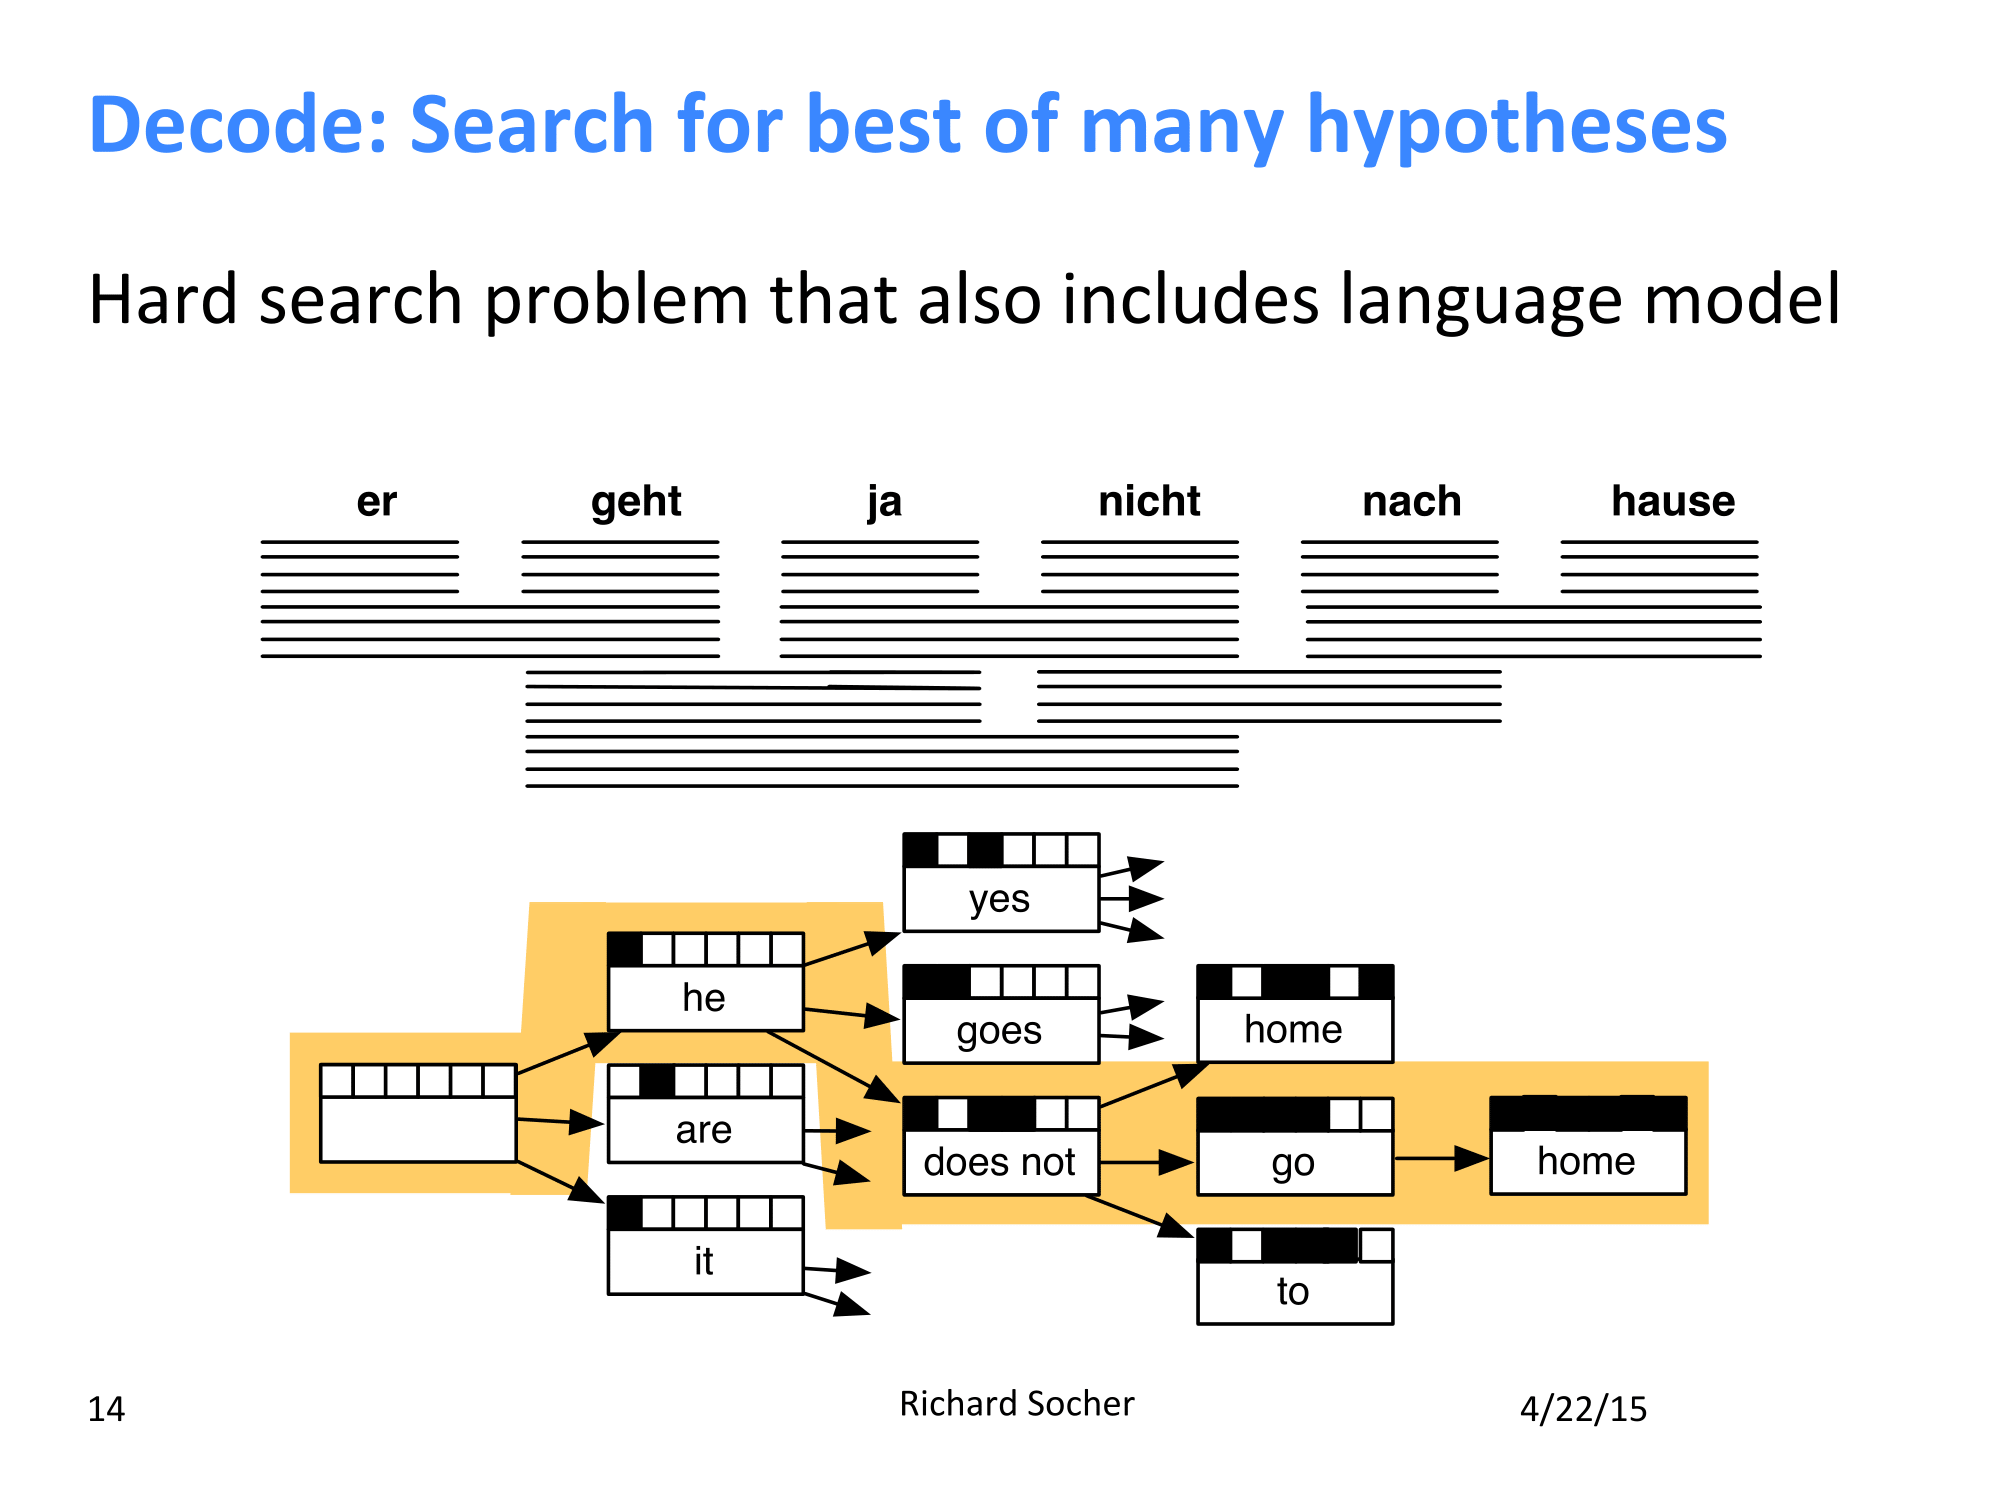 Decode: Search for best of many hypotheses
Hard search problem that also includes language model
er geht ja nicht nach hause
yes
he
goes
home
are
does not
go
home
it
to
14
Richard Socher
4/22/15